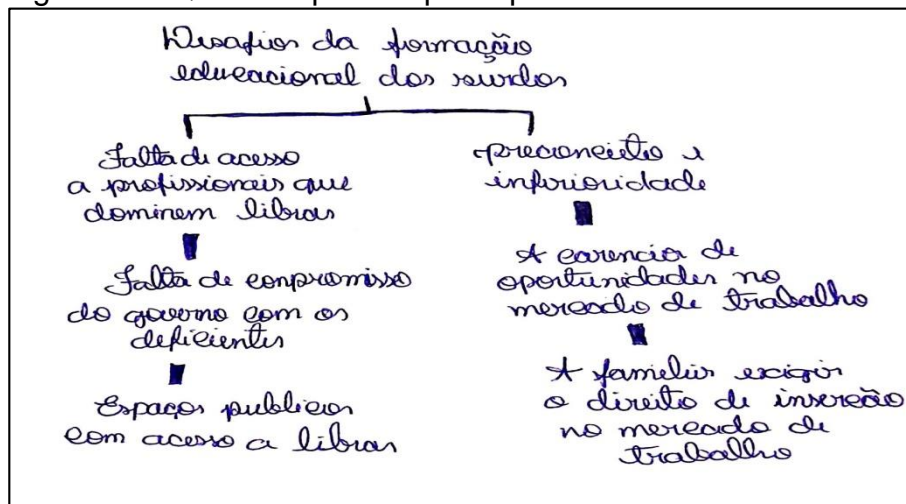 Desafios da formação
educacional dos surdos
Falta de acesso
a profissionais que
dominem libras
Falta de conpromisso
do governo com os
deficientes
Espaços publicos
com acesso a libras
preconceito e
inferioridade
A carencia de
oportunidades no
mercado de trabalho
A familia exigir
o direito de inserção
no mercado de
trabalho